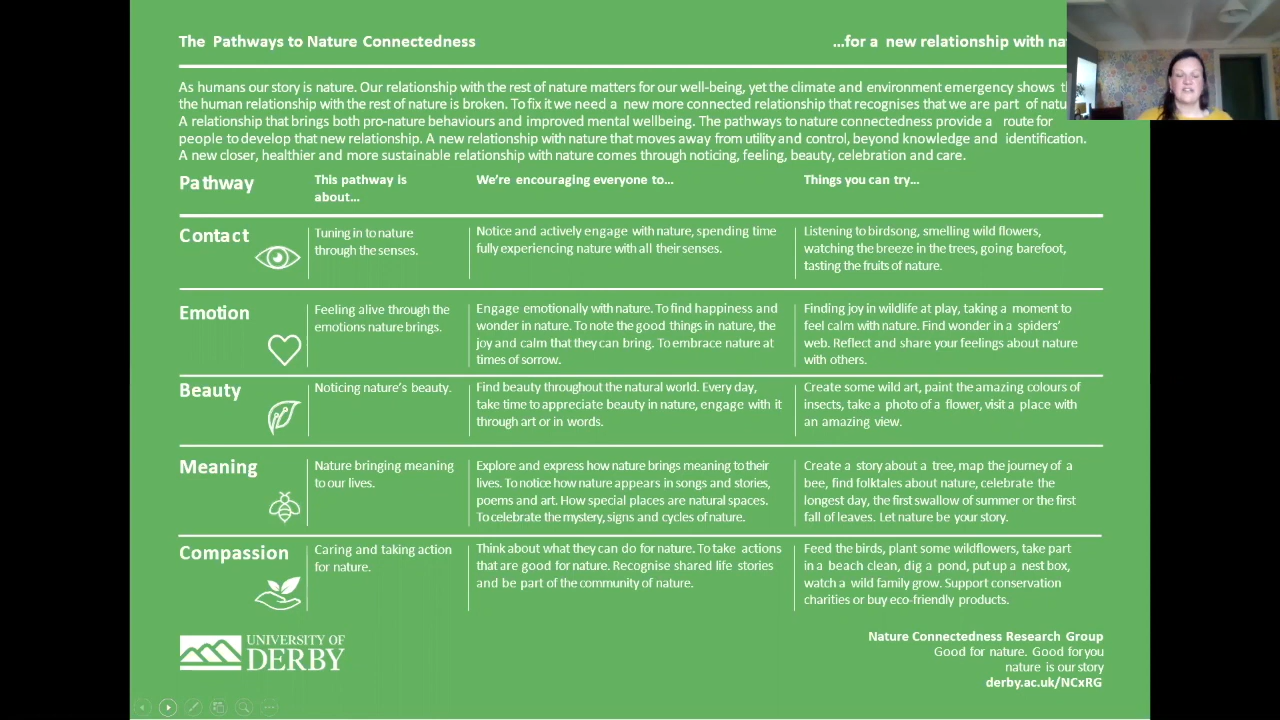 The Pathways to Nature Connectedness
...for a new relationship with
As humans our story is nature. Our relationship with the rest of nature matters for our well-being, yet the climate and environment emergency shows
the human relationship with the rest of nature is broken. To fix it we need a new more connected relationship that recognises that we are part of
A relationship that brings both pro-nature behaviours and improved mental wellbeing. The pathways to nature connectedness provide a route for
people to develop that new relationship. A new relationship with nature that moves away from utility and control, beyond knowledge and identification.
A new closer, healthier and more sustainable relationship with nature comes through noticing, feeling, beauty, celebration and care.
Pathway
This pathway is
about...
We're encouraging everyone to...
Things you can try...
Contact
Tuning in to nature
through the senses.
Notice and actively engage with nature, spending time
fully experiencing nature with all their senses.
Listening to birdsong, smelling wild flowers,
watching the breeze in the trees, going barefoot,
tasting the fruits of nature.
Emotion
Feeling alive through the
emotions nature brings.
Engage emotionally with nature. To find happiness and
wonder in nature. To note the good things in nature, the
joy and calm that they can bring. To embrace nature at
times of sorrow.
Finding joy in wildlife at play, taking a moment to
feel calm with nature. Find wonder in a spiders'
web. Reflect and share your feelings about nature
with others.
Beauty
Noticing nature's beauty.
Find beauty throughout the natural world. Every day,
take time to appreciate beauty in nature, engage with it
through art or in words.
Create some wild art, paint the amazing colours of
insects, take a photo of a flower, visit a place with
an amazing view.
Meaning
Nature bringing meaning
to our lives.
Explore and express how nature brings meaning to their
lives. To notice how nature appears in songs and stories,
poems and art. How special places are natural spaces.
To celebrate the mystery, signs and cycles of nature.
Create a story about a tree, map the journey of a
bee, find folktales about nature, celebrate the
longest day, the first swallow of summer or the first
fall of leaves. Let nature be your story.
Compassion
Caring and taking action
for nature.
Think about what they can do for nature. To take actions
that are good for nature. Recognise shared life stories
and be part of the community of nature.
Feed the birds, plant some wildflowers, take part
in a beach clean, dig a pond, put up a nest box,
watch a wild family grow. Support conservation
charities or buy eco-friendly products.
UNIVERSITY OF
DERBY
Nature Connectedness Research Group
Good for nature. Good for you
nature is our story
derby.ac.uk/NCxRG